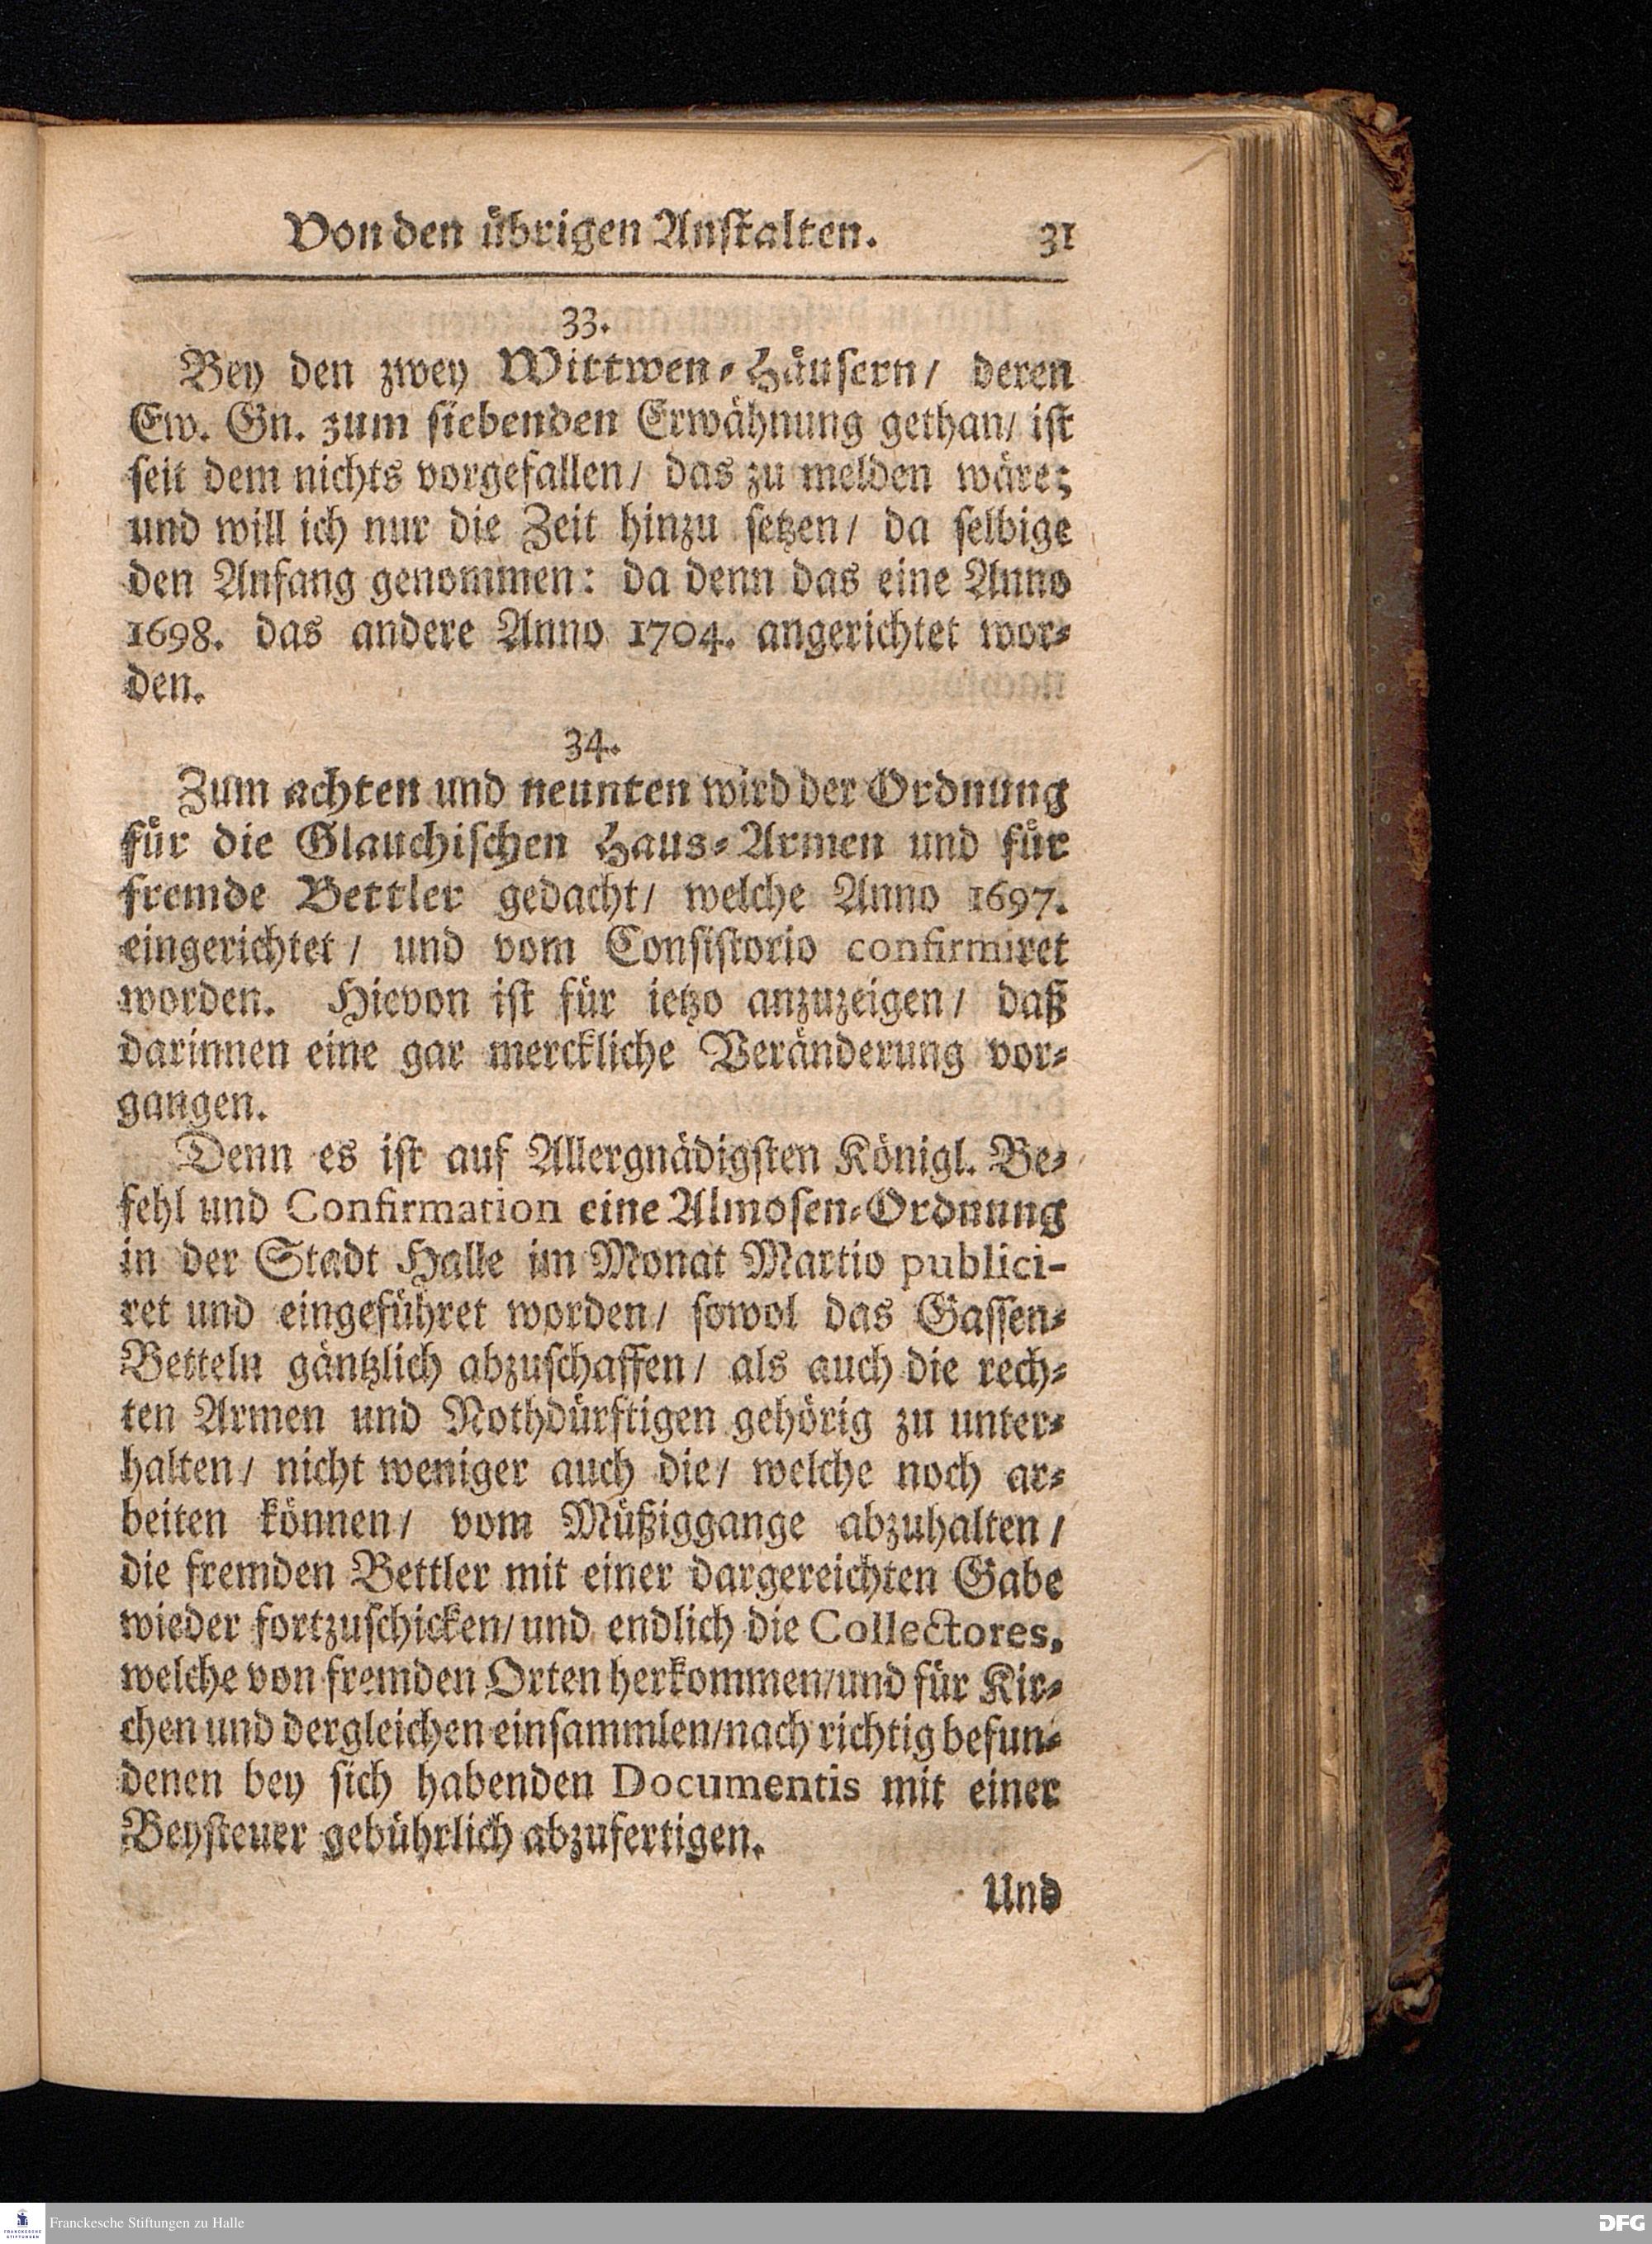 Von den übrigen Anstalten. 31
33.
Bey den zwey Wittwen-Häusern/ deren
Ew. Gn. zum siebenden Erwähnung gethan/ ist
seit dem nichts vorgefallen/ das zu melden wäre;
und will ich nur die Zeit hinzu setzen/ da selbige
den Anfang genommen: da denn das eine Anno
1698. das andere Anno 1704. angerichtet wor-
den.
34.
Zum achten und neunten wird der Ordnung
für die Glauchischen Haus-Armen und für
fremde Bettler gedacht/ welche Anno 1697.
eingerichtet/ und vom Consistorio confirmiret
worden. Hievon ist für ietzo anzuzeigen/ daß
darinnen eine gar merckliche Veränderung vor-
gangen.
Denn es ist auf Allergnädigsten Königl. Be-
fehl und Confirmation eine Almosen-Ordnung
in der Stadt Halle im Monat Martio publici-
ret und eingeführet worden/ sowol das Gassen-
Betteln gäntzlich abzuschaffen/ als auch die rech-
ten Armen und Nothdürftigen gehörig zu unter-
halten/ nicht weniger auch die/ welche noch ar-
beiten können/ vom Müßiggange abzuhalten/
die fremden Bettler mit einer dargereichten Gabe
wieder fortzuschicken/ und endlich die Collectores,
welche von fremden Orten herkommen/ und für Kir-
chen und dergleichen einsammlen/ nach richtig befun-
denen bey sich habenden Documentis mit einer
Beysteuer gebührlich abzufertigen.
Und
FRANCKESCHE
STIFTUNGEN
Franckesche Stiftungen zu Halle
DFG